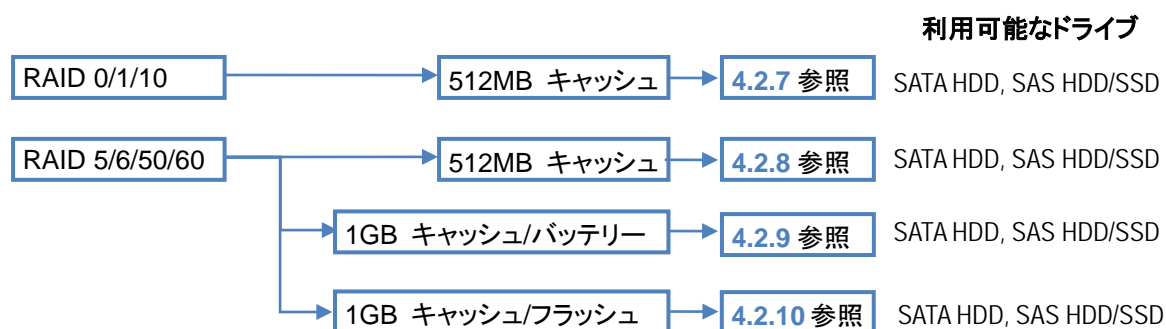 利用可能なドライブ
RAID 0/1/10 512MB キャッシュ 4.2.7 参照 SATA HDD, SAS HDD/SSD
RAID 5/6/50/60 512MB キャッシュ 4.2.8 参照 SATA HDD, SAS HDD/SSD
1GB キャッシュ/バッテリー 4.2.9 参照 SATA HDD, SAS HDD/SSD
1GB キャッシュ/フラッシュ 4.2.10 参照 SATA HDD, SAS HDD/SSD